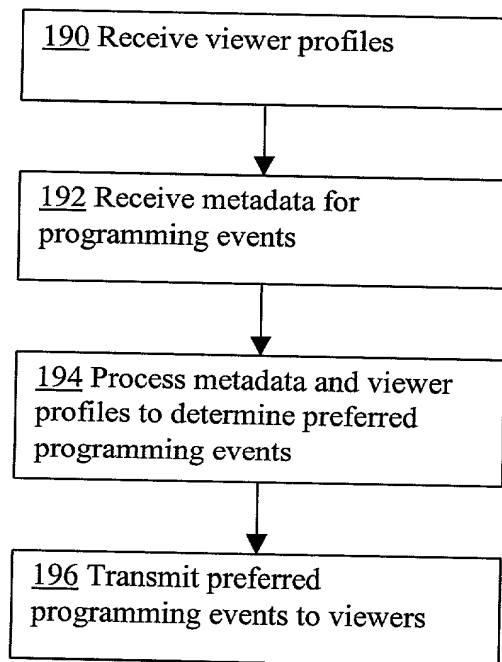 190 Receive viewer profiles
192 Receive metadata for
programming events
194 Process metadata and viewer
profiles to determine preferred
programming events
196 Transmit preferred
programming events to viewers